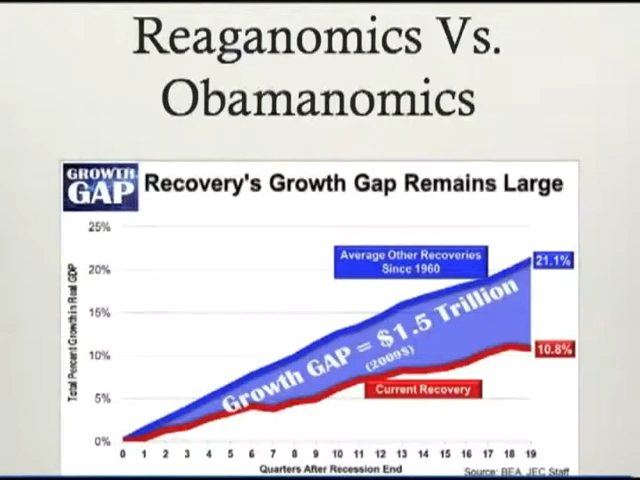 Reaganomics Vs.
Obamanomics
GROWTH
GAP
Recovery's Growth Gap Remains Large
Total Percent Growth in Real GDP
25%
20%
15%
10%
5%
0%
Average Other Recoveries
Since 1960
21.1%
Growth GAP = $1.5 Trillion
(2009$)
10.8%
Current Recovery
0 1 2 3 4 5 6 7 8 9 10 11 12 13 14 15 16 17 18 19
Quarters After Recession End
Source: BEA, JEC Staff